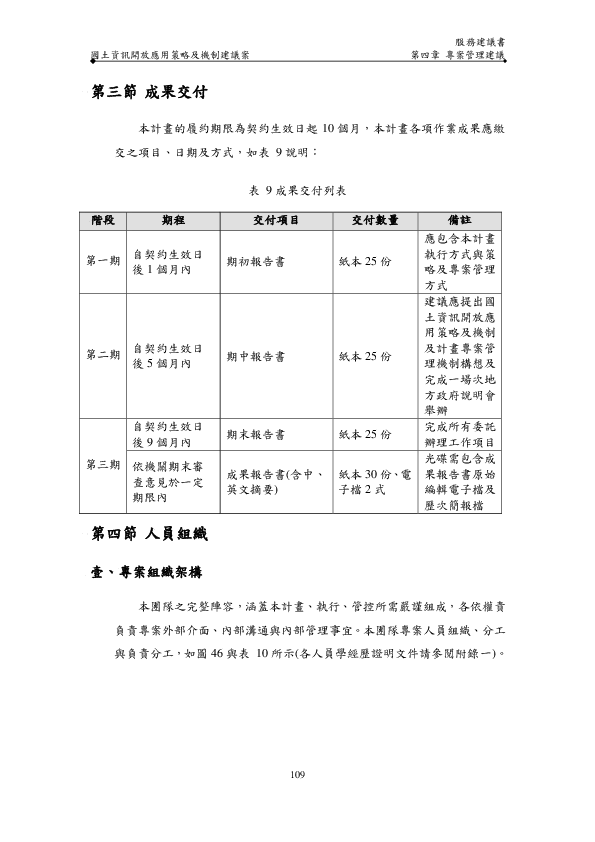 服務建議書
國土資訊開放應用策略及機制建議案
第四章 專案管理建議
第三節 成果交付
本計畫的履約期限為契約生效日起 10 個月,本計畫各項作業成果應繳
交之項目、日期及方式,如表 9 說明:
表 9 成果交付列表
階段 期程 交付項目 交付數量 備註
第一期
自契約生效日
後 1 個月內
期初報告書
紙本 25 份
應包含本計畫
執行方式與策
略及專案管理
方式
第二期
自契約生效日
後 5 個月內
期中報告書
紙本 25 份
建議應提出國
土資訊開放應
用策略及機制
及計畫專案管
理機制構想及
完成一場次地
方政府說明會
舉辦
第三期
自契約生效日
後 9 個月內
期末報告書
紙本 25 份
完成所有委託
辦理工作項目
依機關期末審
查意見於一定
期限內
成果報告書(含中、
英文摘要)
紙本 30 份、電
子檔 2 式
光碟需包含成
果報告書原始
編輯電子檔及
歷次簡報檔
第四節 人員組織
壹、專案組織架構
本團隊之完整陣容,涵蓋本計畫、執行、管控所需嚴謹組成,各依權責
負責專案外部介面、內部溝通與內部管理事宜。本團隊專案人員組織、分工
與負責分工,如圖 46 與表 10 所示(各人員學經歷證明文件請參閱附錄一)。
109